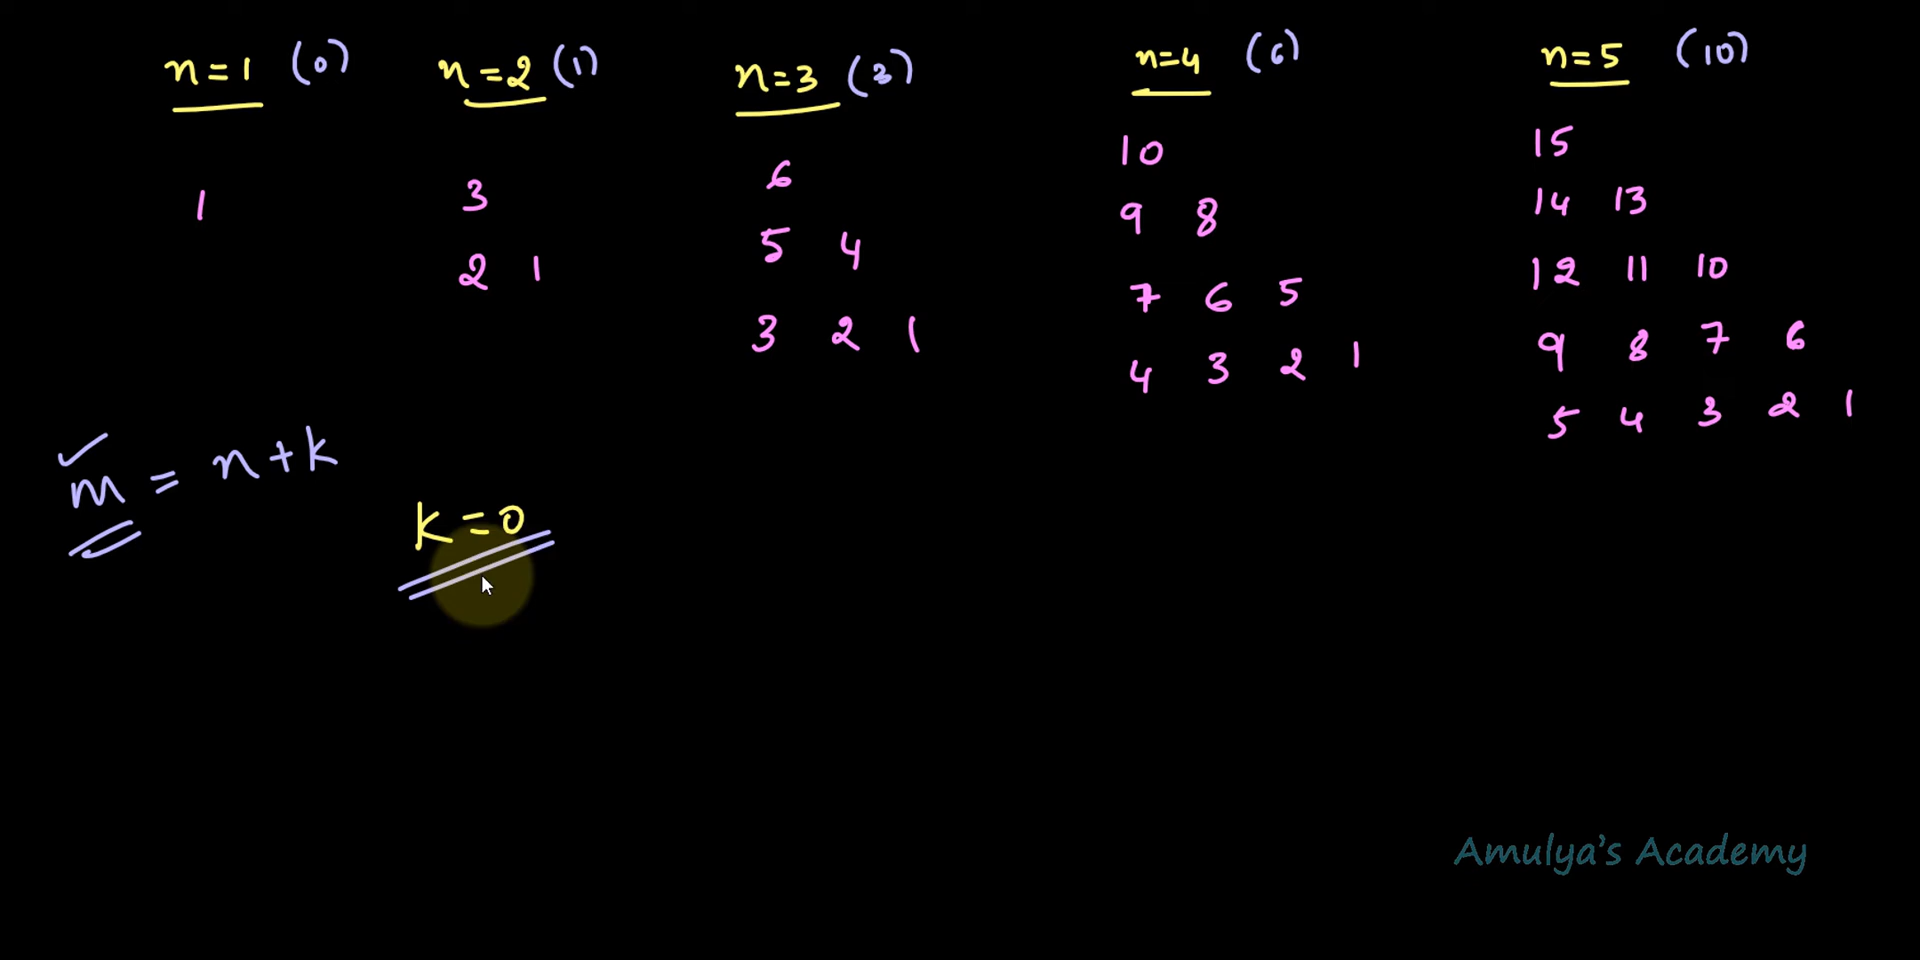 n=1 (0)
1
n=2 (1)
3
2 1
n=3 (3)
6
5 4
3 2 1
n=4 (6)
10
9 8
7 6 5
4 3 2 1
n=5 (10)
15
14 13
12 11 10
9 8 7 6
5 4 3 2 1
m = n+k
k=0
Amulya's Academy